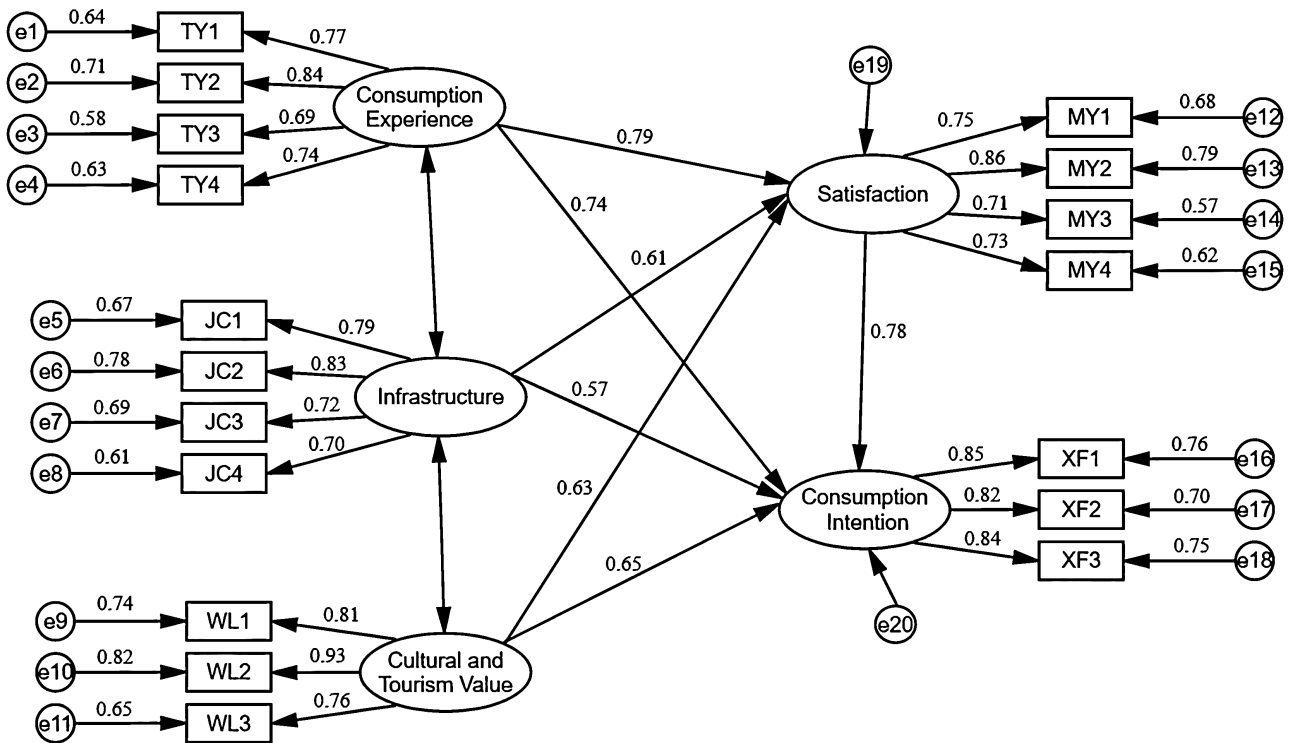 e1 0.64 TY1 0.77
e2 0.71 TY2 0.84
e3 0.58 TY3 0.69
e4 0.63 TY4 0.74
Consumption
Experience
e5 0.67 JC1 0.79
e6 0.78 JC2 0.83
e7 0.69 JC3 0.72
e8 0.61 JC4 0.70
Infrastructure
e9 0.74 WL1 0.81
e10 0.82 WL2 0.93
e11 0.65 WL3 0.76
Cultural and
Tourism Value
0.79
0.74
0.61
0.57
0.63
0.65
e19
Satisfaction
0.75 MY1 0.68 e12
0.86 MY2 0.79 e13
0.71 MY3 0.57 e14
0.73 MY4 0.62 e15
0.78
Consumption
Intention
0.85 XF1 0.76 e16
0.82 XF2 0.70 e17
0.84 XF3 0.75 e18
e20